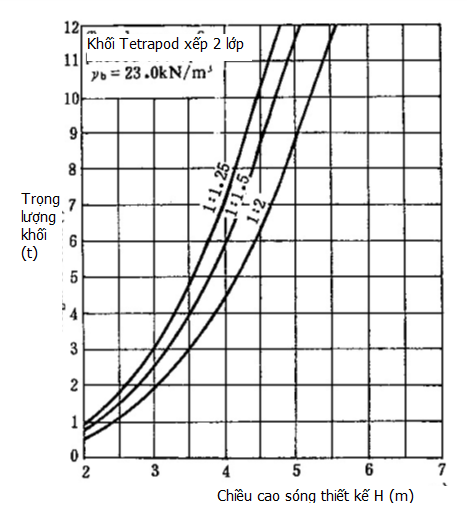 12
Khối Tetrapod xếp 2 lớp
11
γb = 23.0kN/m³
10
9
8
1:1.25
1:1.5
1:2
Trọng
lượng
khối
(t)
7
6
5
4
3
2
1
0
2 3 4 5 6 7
Chiều cao sóng thiết kế H (m)